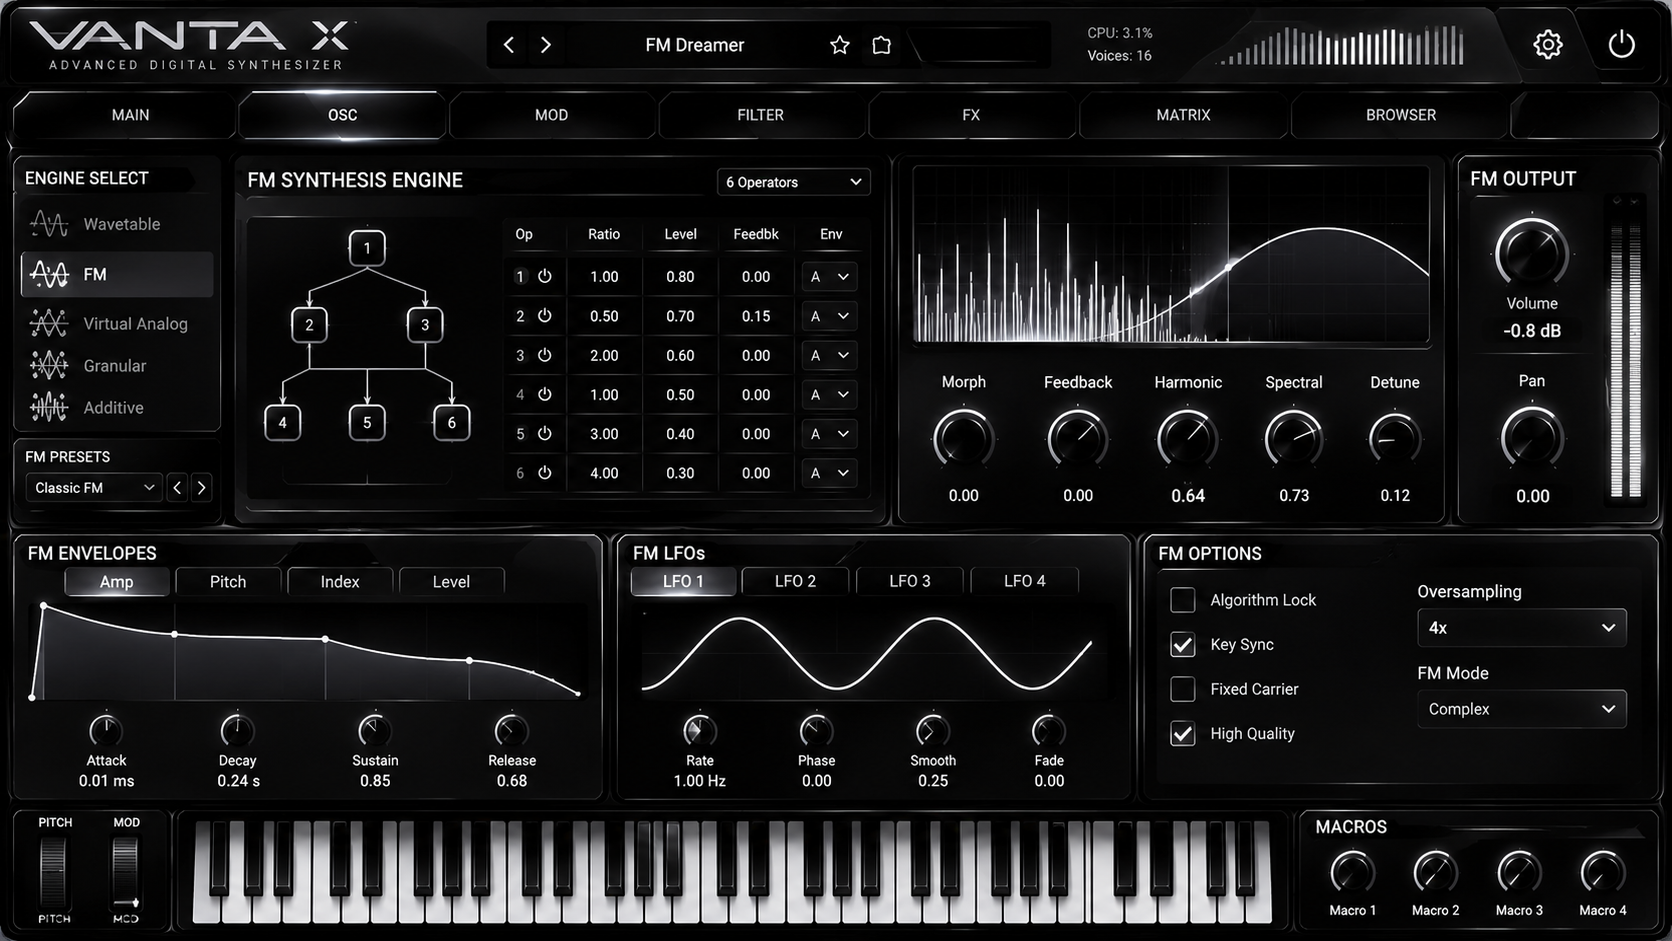 VANTA X
ADVANCED DIGITAL SYNTHESIZER
FM Dreamer
CPU: 3.1%
Voices: 16
MAIN
OSC
MOD
FILTER
FX
MATRIX
BROWSER
ENGINE SELECT
Wavetable
FM
Virtual Analog
Granular
Additive
FM PRESETS
Classic FM
FM SYNTHESIS ENGINE
6 Operators
1
2 3
4 5 6
Op Ratio Level Feedbk Env
1 1.00 0.80 0.00 A
2 0.50 0.70 0.15 A
3 2.00 0.60 0.00 A
4 1.00 0.50 0.00 A
5 3.00 0.40 0.00 A
6 4.00 0.30 0.00 A
Morph Feedback Harmonic Spectral Detune
0.00 0.00 0.64 0.73 0.12
FM OUTPUT
Volume
-0.8 dB
Pan
0.00
FM ENVELOPES
Amp Pitch Index Level
Attack Decay Sustain Release
0.01 ms 0.24 s 0.85 0.68
FM LFOs
LFO 1 LFO 2 LFO 3 LFO 4
Rate Phase Smooth Fade
1.00 Hz 0.00 0.25 0.00
FM OPTIONS
Algorithm Lock
Key Sync
Fixed Carrier
High Quality
Oversampling
4x
FM Mode
Complex
PITCH MOD
PITCH MOD
MACROS
Macro 1 Macro 2 Macro 3 Macro 4